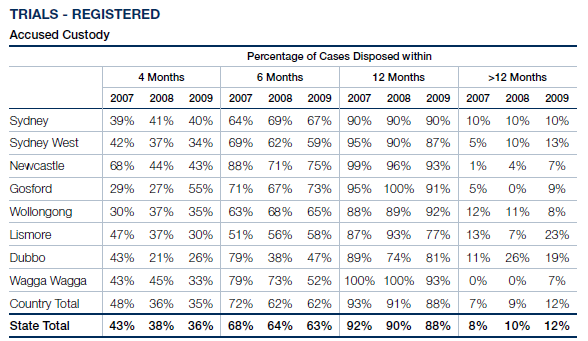 TRIALS - REGISTERED
Accused Custody
Percentage of Cases Disposed within
4 Months 6 Months 12 Months >12 Months
2007 2008 2009 2007 2008 2009 2007 2008 2009 2007 2008 2009
Sydney 39% 41% 40% 64% 69% 67% 90% 90% 90% 10% 10% 10%
Sydney West 42% 37% 34% 69% 62% 59% 95% 90% 87% 5% 10% 13%
Newcastle 68% 44% 43% 88% 71% 75% 99% 96% 93% 1% 4% 7%
Gosford 29% 27% 55% 71% 67% 73% 95% 100% 91% 5% 0% 9%
Wollongong 30% 37% 35% 63% 68% 65% 88% 89% 92% 12% 11% 8%
Lismore 47% 37% 30% 51% 56% 58% 87% 93% 77% 13% 7% 23%
Dubbo 43% 21% 26% 79% 38% 47% 89% 74% 81% 11% 26% 19%
Wagga Wagga 43% 45% 33% 79% 73% 52% 100% 100% 93% 0% 0% 7%
Country Total 48% 36% 35% 72% 62% 62% 93% 91% 88% 7% 9% 12%
State Total 43% 38% 36% 68% 64% 63% 92% 90% 88% 8% 10% 12%